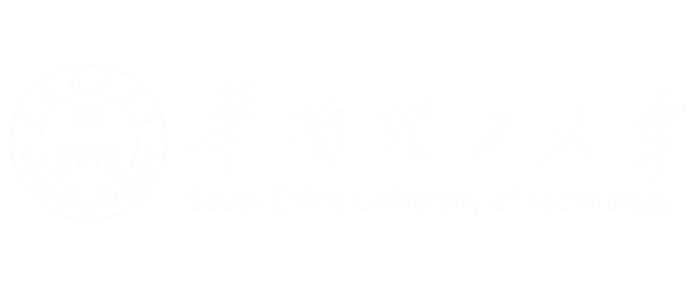 华南理工大学
South China University of Technology